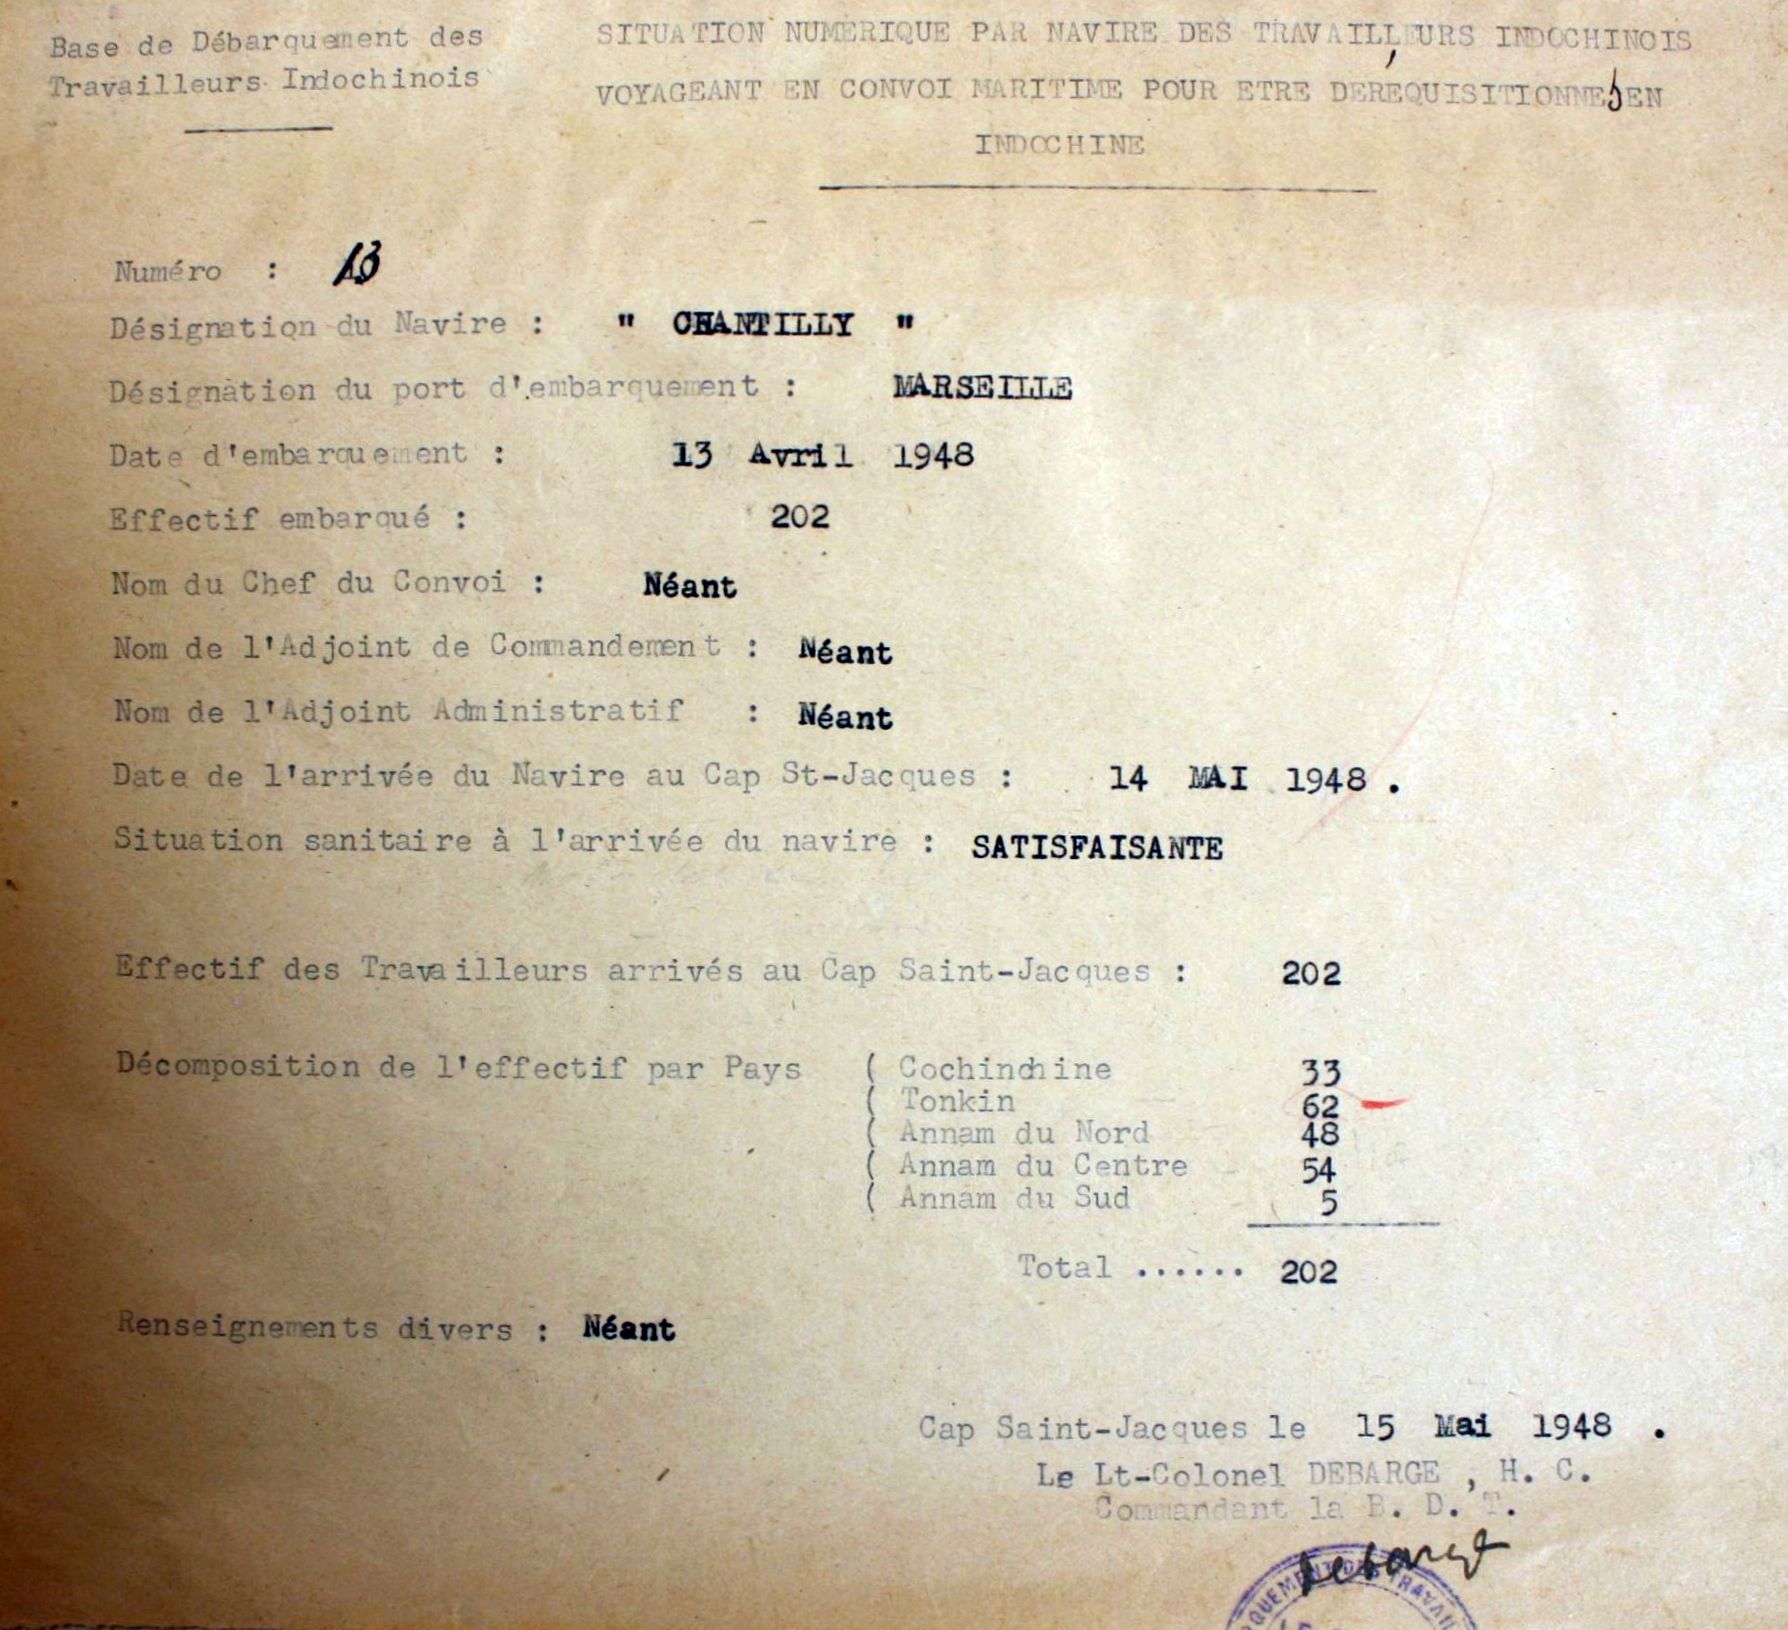 Base de Débarquement des
Travailleurs Indochinois
SITUATION NUMERIQUE PAR NAVIRE DES TRAVAILLEURS INDOCHINOIS
VOYAGEANT EN CONVOI MARITIME POUR ETRE DEREQUISITIONNES EN
INDOCHINE
Numéro : 13
Désignation du Navire : " CHANTILLY "
Désignation du port d'embarquement : MARSEILLE
Date d'embarquement : 13 Avril 1948
Effectif embarqué : 202
Nom du Chef du Convoi : Néant
Nom de l'Adjoint de Commandement : Néant
Nom de l'Adjoint Administratif : Néant
Date de l'arrivée du Navire au Cap St-Jacques : 14 MAI 1948 .
Situation sanitaire à l'arrivée du navire : SATISFAISANTE
Effectif des Travailleurs arrivés au Cap Saint-Jacques : 202
Décomposition de l'effectif par Pays ( Cochinchine 33
( Tonkin 62
( Annam du Nord 48
( Annam du Centre 54
( Annam du Sud 5
Total ...... 202
Renseignements divers : Néant
Cap Saint-Jacques le 15 Mai 1948 .
Le Lt-Colonel DEBARGE , H. C.
Commandant la B. D. T.
Debarge